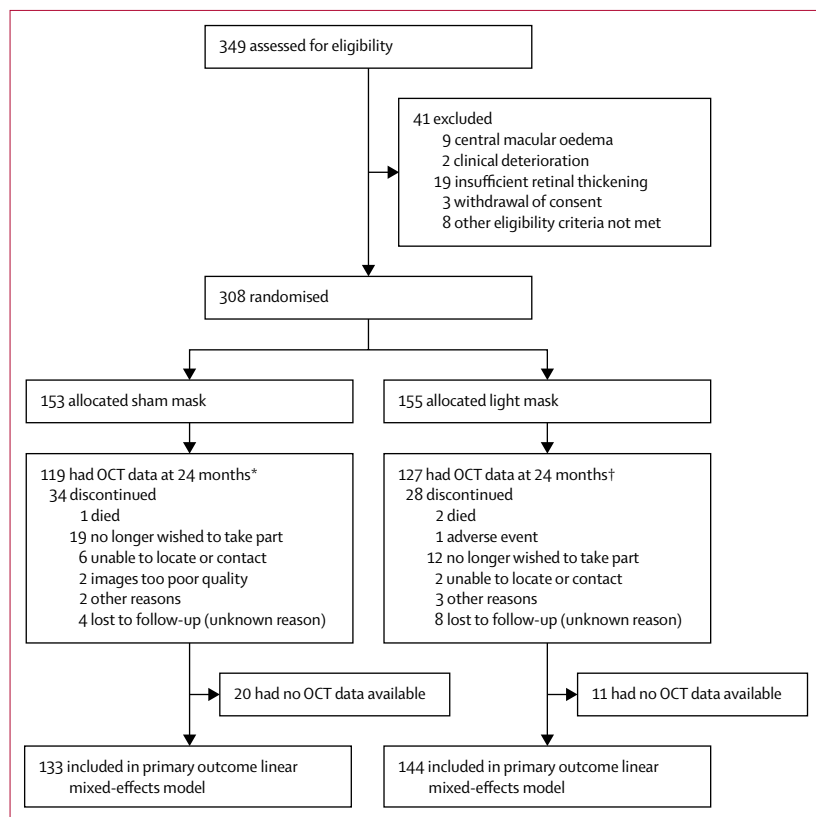 349 assessed for eligibility
41 excluded
9 central macular oedema
2 clinical deterioration
19 insufficient retinal thickening
3 withdrawal of consent
8 other eligibility criteria not met
308 randomised
153 allocated sham mask
155 allocated light mask
119 had OCT data at 24 months*
34 discontinued
1 died
19 no longer wished to take part
6 unable to locate or contact
2 images too poor quality
2 other reasons
4 lost to follow-up (unknown reason)
127 had OCT data at 24 months†
28 discontinued
2 died
1 adverse event
12 no longer wished to take part
2 unable to locate or contact
3 other reasons
8 lost to follow-up (unknown reason)
20 had no OCT data available
11 had no OCT data available
133 included in primary outcome linear
mixed-effects model
144 included in primary outcome linear
mixed-effects model